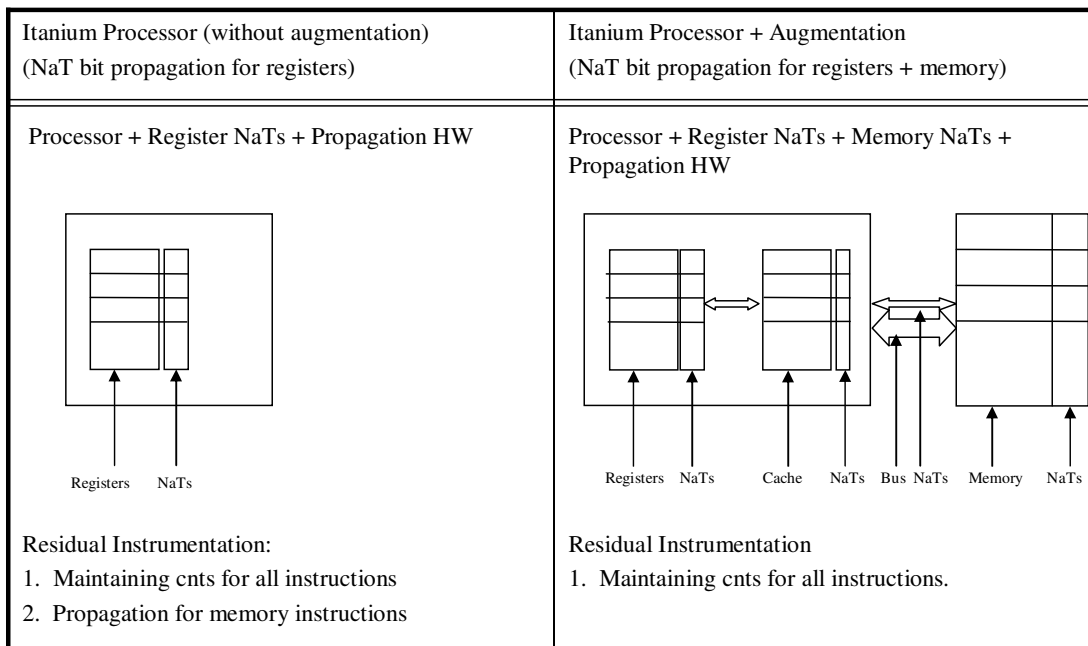 Itanium Processor (without augmentation)
(NaT bit propagation for registers)
Itanium Processor + Augmentation
(NaT bit propagation for registers + memory)
Processor + Register NaTs + Propagation HW
Processor + Register NaTs + Memory NaTs +
Propagation HW
Registers NaTs
Registers NaTs Cache NaTs Bus NaTs Memory NaTs
Residual Instrumentation:
1. Maintaining cnts for all instructions
2. Propagation for memory instructions
Residual Instrumentation
1. Maintaining cnts for all instructions.